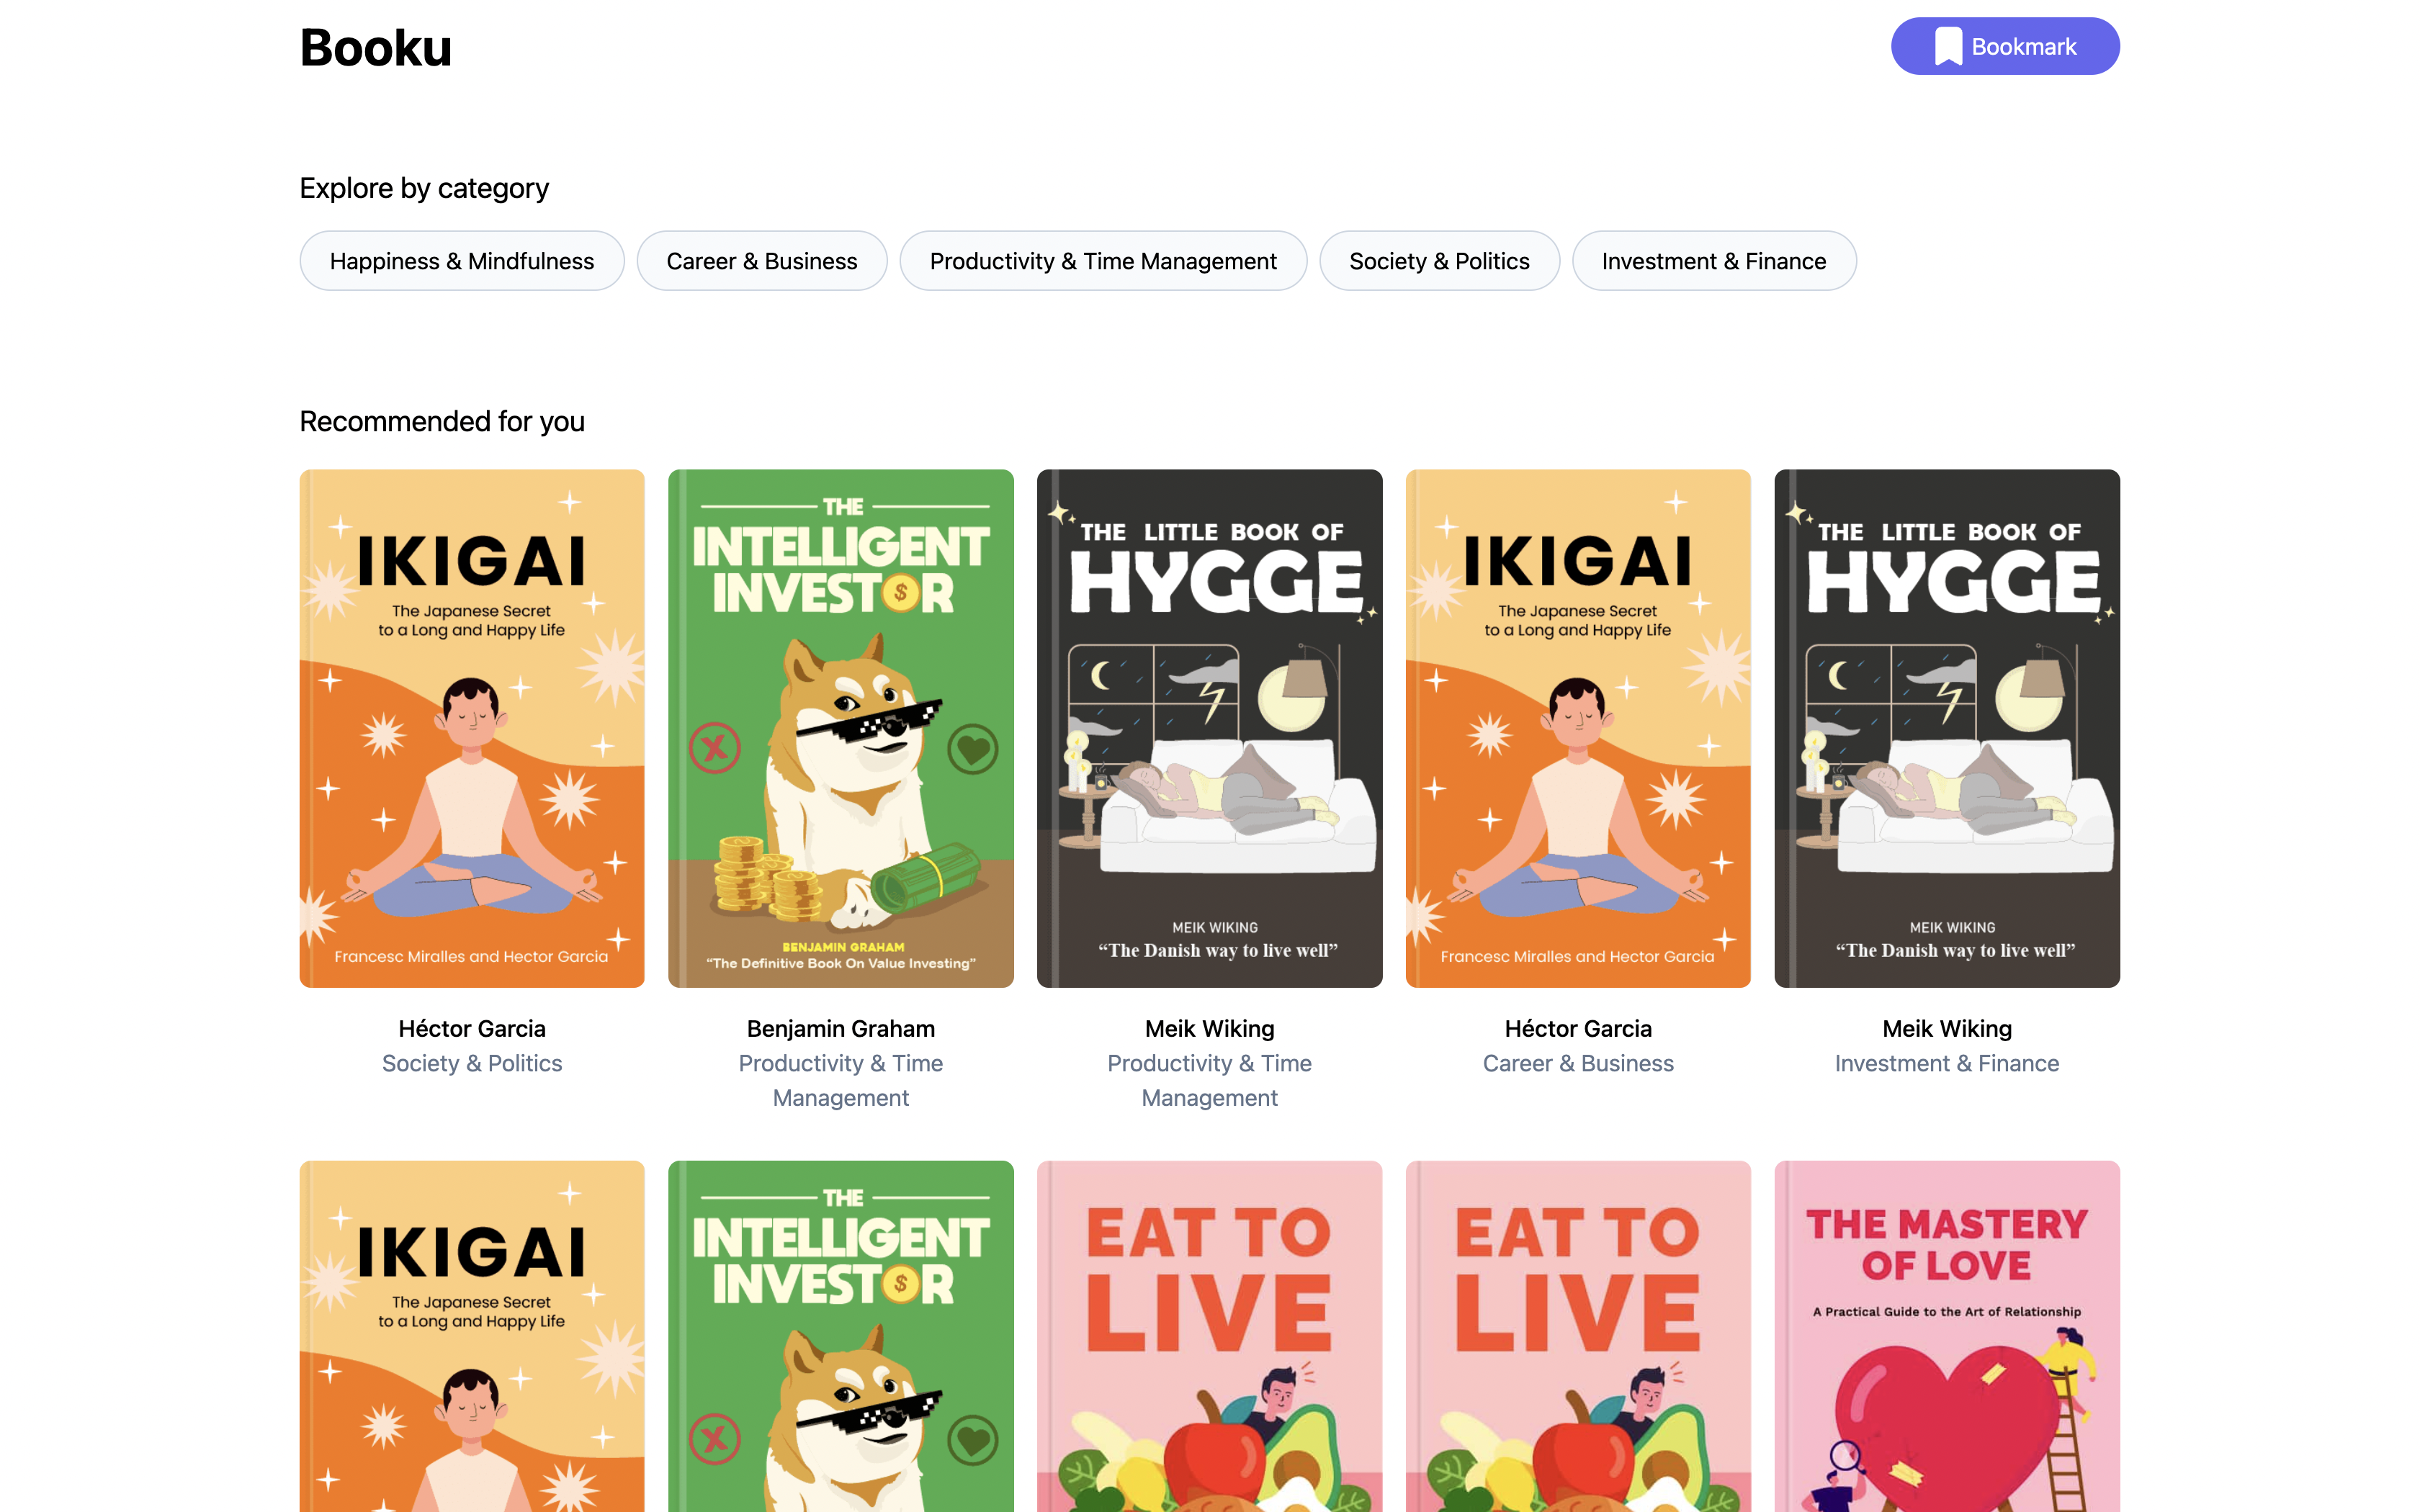 Booku
Bookmark
Explore by category
Happiness & Mindfulness
Career & Business
Productivity & Time Management
Society & Politics
Investment & Finance
Recommended for you
IKIGAI
The Japanese Secret
to a Long and Happy Life
Francesc Miralles and Hector Garcia
THE
INTELLIGENT
INVEST$R
X
BENJAMIN GRAHAM
“The Definitive Book On Value Investing”
THE LITTLE BOOK OF
HYGGE
MEIK WIKING
“The Danish way to live well”
IKIGAI
The Japanese Secret
to a Long and Happy Life
Francesc Miralles and Hector Garcia
THE LITTLE BOOK OF
HYGGE
MEIK WIKING
“The Danish way to live well”
Héctor Garcia
Society & Politics
Benjamin Graham
Productivity & Time
Management
Meik Wiking
Productivity & Time
Management
Héctor Garcia
Career & Business
Meik Wiking
Investment & Finance
IKIGAI
The Japanese Secret
to a Long and Happy Life
THE
INTELLIGENT
INVEST$R
X
EAT TO
LIVE
EAT TO
LIVE
THE MASTERY
OF LOVE
A Practical Guide to the Art of Relationship